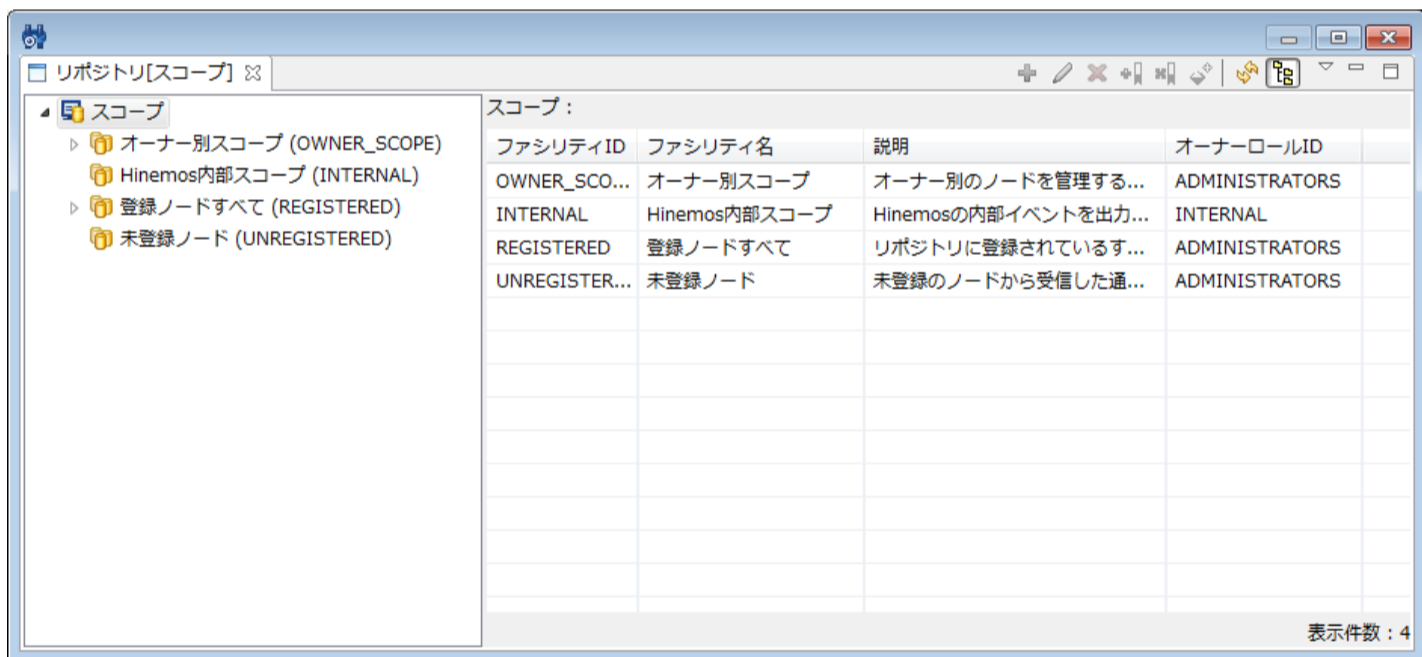 リポジトリ[スコープ]
スコープ
オーナー別スコープ (OWNER_SCOPE)
Hinemos内部スコープ (INTERNAL)
登録ノードすべて (REGISTERED)
未登録ノード (UNREGISTERED)
スコープ：
ファシリティID ファシリティ名 説明 オーナーロールID
OWNER_SCO... オーナー別スコープ オーナー別のノードを管理する... ADMINISTRATORS
INTERNAL Hinemos内部スコープ Hinemosの内部イベントを出力... INTERNAL
REGISTERED 登録ノードすべて リポジトリに登録されているす... ADMINISTRATORS
UNREGISTER... 未登録ノード 未登録のノードから受信した通... ADMINISTRATORS
表示件数：4